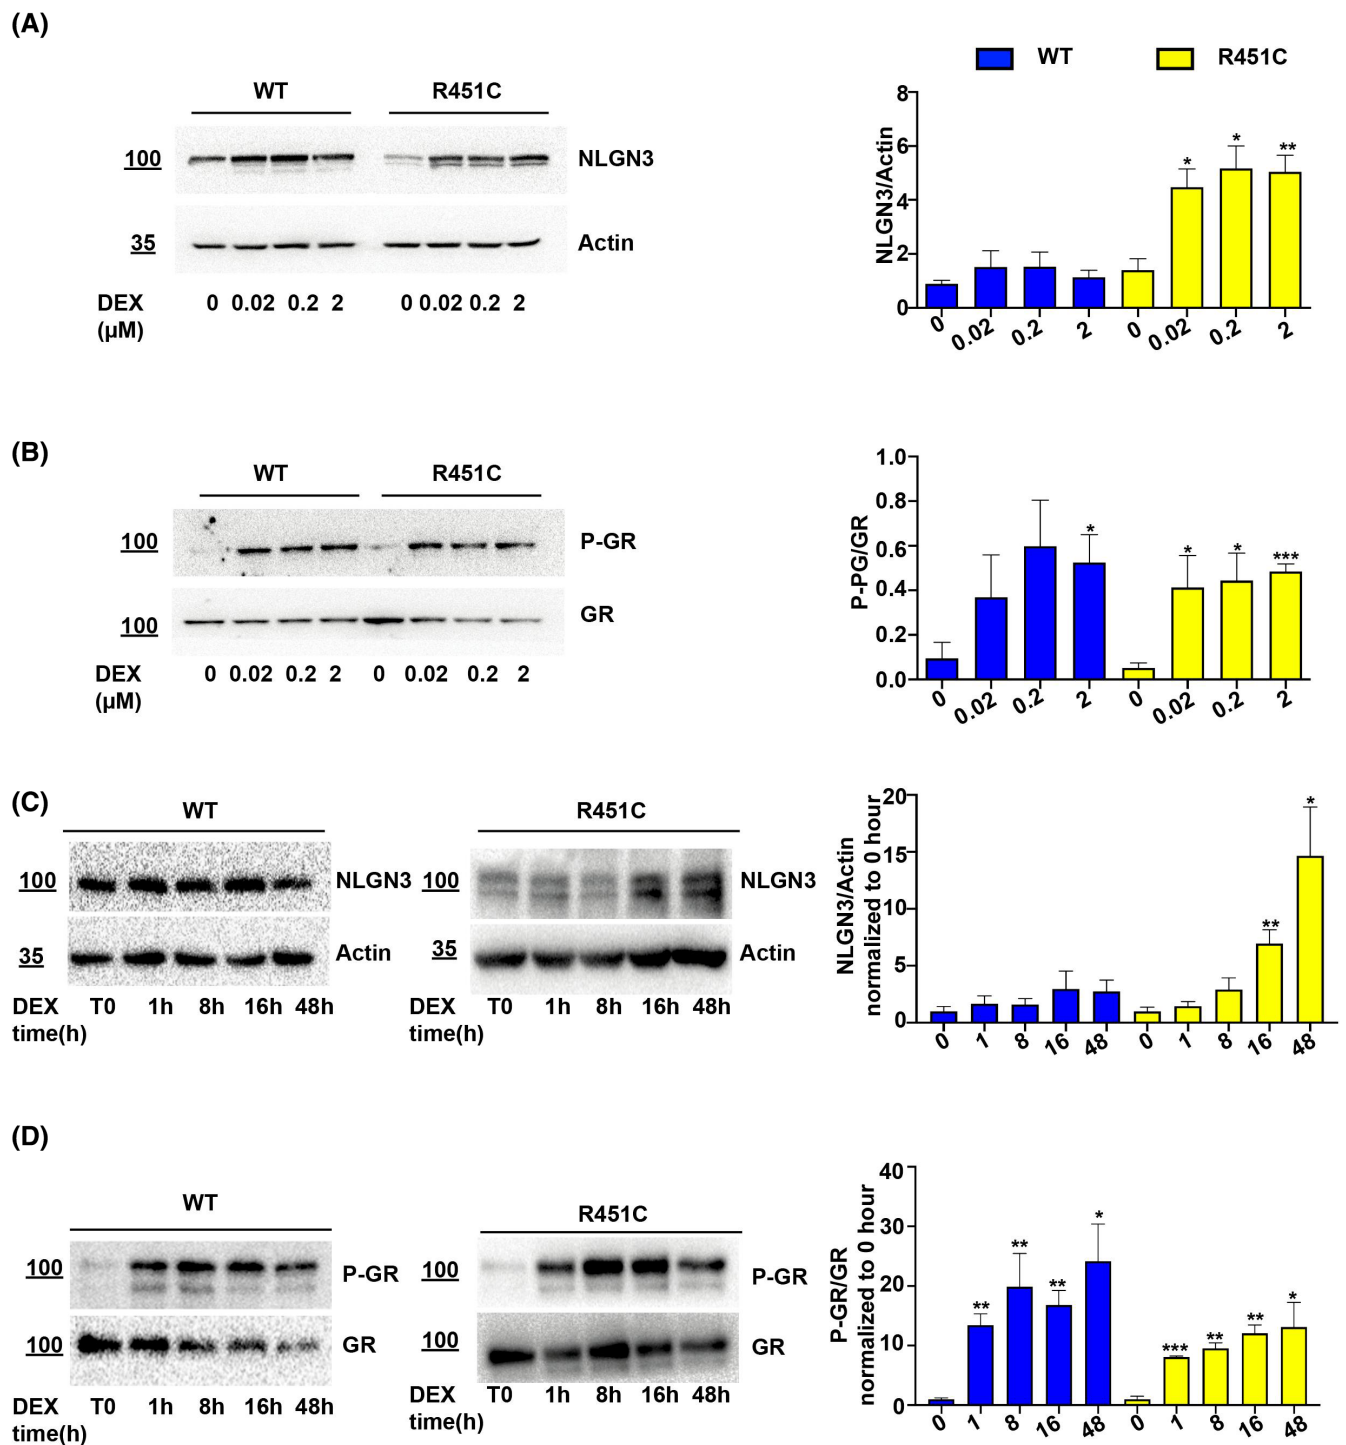 (A)
WT R451C
WT R451C
100 NLGN3
35 Actin
DEX 0 0.02 0.2 2 0 0.02 0.2 2
(µM)
NLGN3/Actin
8
6
4
2
0
* * **
0 0.02 0.2 2 0 0.02 0.2 2
(B)
WT R451C
100 P-GR
100 GR
DEX 0 0.02 0.2 2 0 0.02 0.2 2
(µM)
P-PG/GR
1.0
0.8
0.6
0.4
0.2
0.0
* * * ***
0 0.02 0.2 2 0 0.02 0.2 2
(C)
WT
100 NLGN3
35 Actin
DEX T0 1h 8h 16h 48h
time(h)
R451C
100 NLGN3
35 Actin
DEX T0 1h 8h 16h 48h
time(h)
NLGN3/Actin
normalized to 0 hour
20
15
10
5
0
** *
0 1 8 16 48 0 1 8 16 48
(D)
WT
100 P-GR
100 GR
DEX T0 1h 8h 16h 48h
time(h)
R451C
100 P-GR
100 GR
DEX T0 1h 8h 16h 48h
time(h)
P-GR/GR
normalized to 0 hour
40
30
20
10
0
** ** ** * *** ** ** *
0 1 8 16 48 0 1 8 16 48